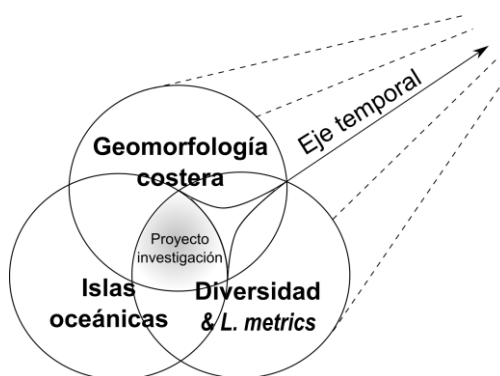 Eje temporal
Geomorfología
costera
Proyecto
investigación
Islas
oceánicas
Diversidad
& L. metrics